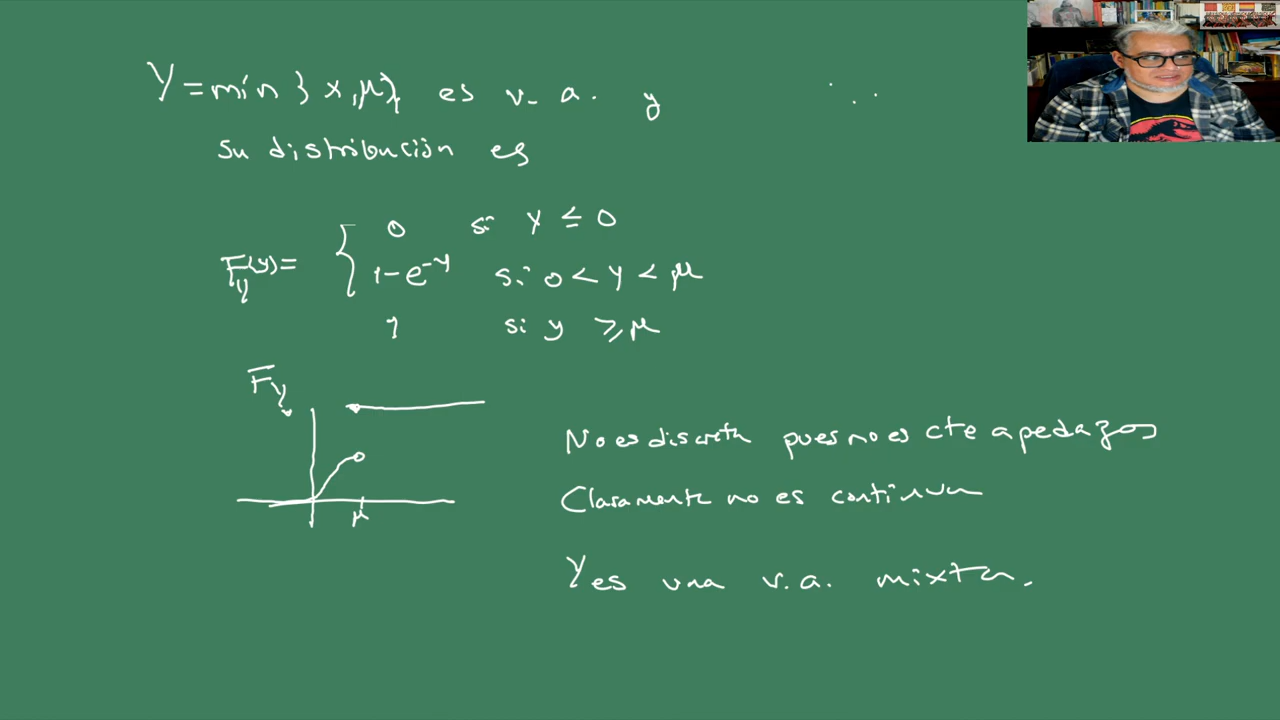 Y = mín { x, μ } es v. a. y
su distribución es
F_Y(y) = { 0 si y ≤ 0
1 - e^{-y} si 0 < y < μ
1 si y ≥ μ
F_Y
μ
No es discreta pues no es cte a pedazos
Claramente no es continua
Y es una v.a. mixta.